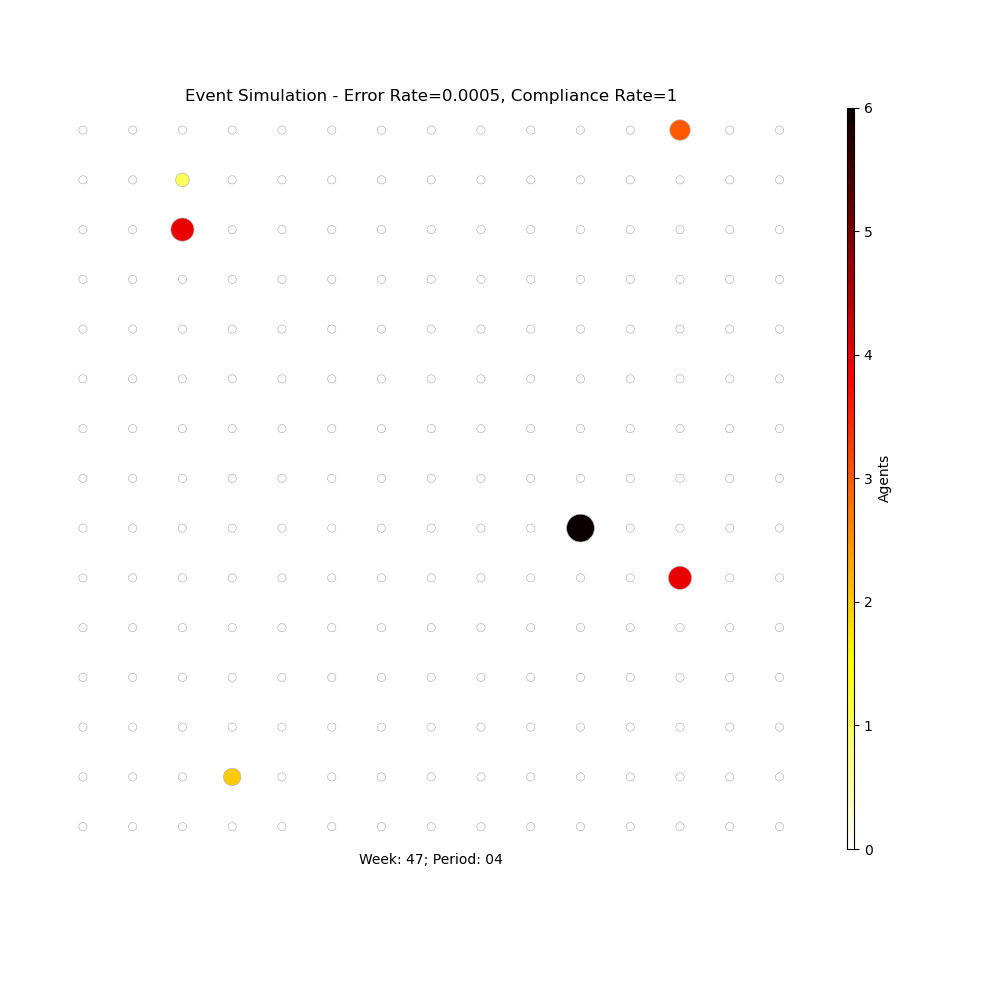 Event Simulation - Error Rate=0.0005, Compliance Rate=1
6
5
4
3
2
1
0
Agents
Week: 47; Period: 04